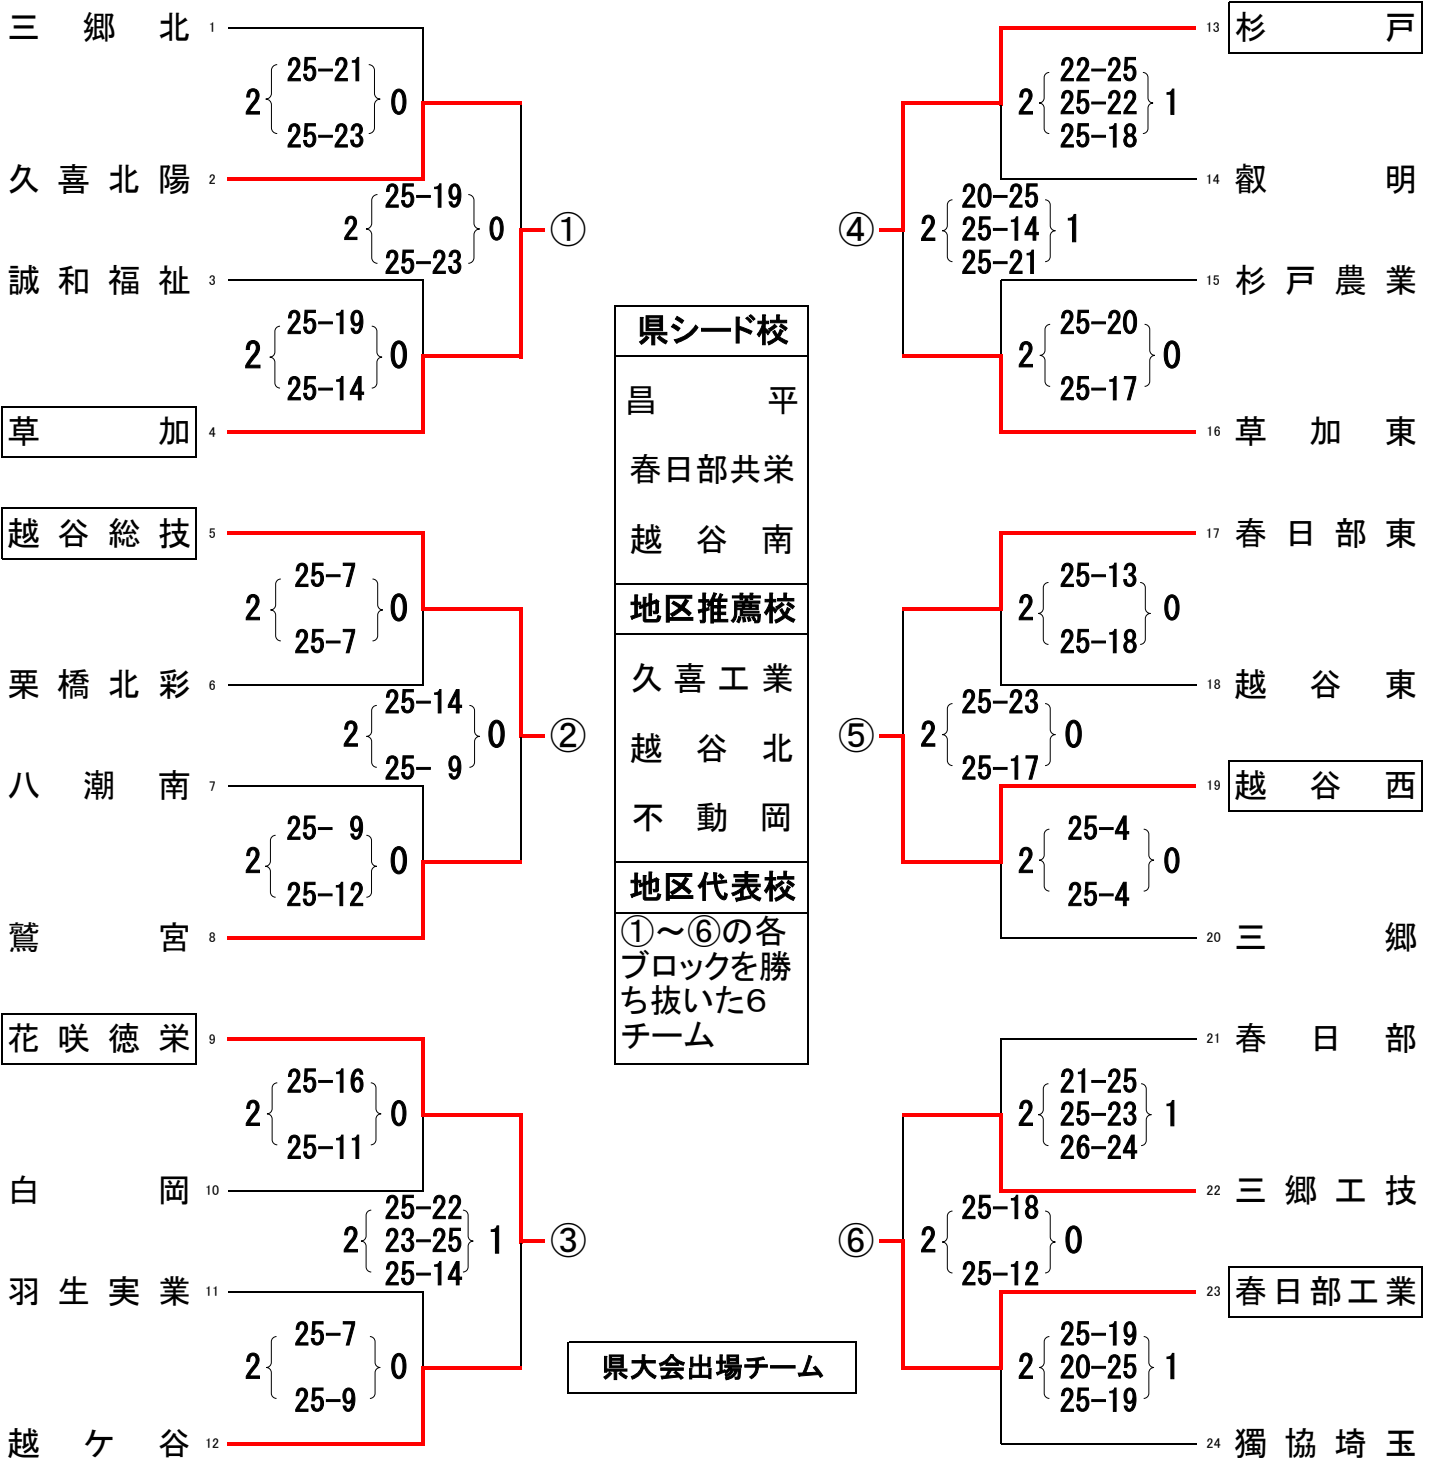 三郷北 1
25-21
2 0
25-23
久喜北陽 2
25-19
2 0 ①
25-23
誠和福祉 3
25-19
2 0
25-14
草加 4
越谷総技 5
25-7
2 0
25-7
栗橋北彩 6
25-14
2 0 ②
25- 9
八潮南 7
25- 9
2 0
25-12
鷲宮 8
花咲徳栄 9
25-16
2 0
25-11
白岡 10
25-22
2 23-25 1 ③
25-14
羽生実業 11
25-7
2 0
25-9
越ケ谷 12
県シード校
昌平
春日部共栄
越谷南
地区推薦校
久喜工業
越谷北
不動岡
地区代表校
①～⑥の各
ブロックを勝
ち抜いた6
チーム
県大会出場チーム
13 杉戸
22-25
2 25-22 1
25-18
14 叡明
20-25
④ 2 25-14 1
25-21
15 杉戸農業
25-20
2 0
25-17
16 草加東
17 春日部東
25-13
2 0
25-18
18 越谷東
25-23
⑤ 2 0
25-17
19 越谷西
25-4
2 0
25-4
20 三郷
21 春日部
21-25
2 25-23 1
26-24
22 三郷工技
25-18
⑥ 2 0
25-12
23 春日部工業
25-19
2 20-25 1
25-19
24 獨協埼玉